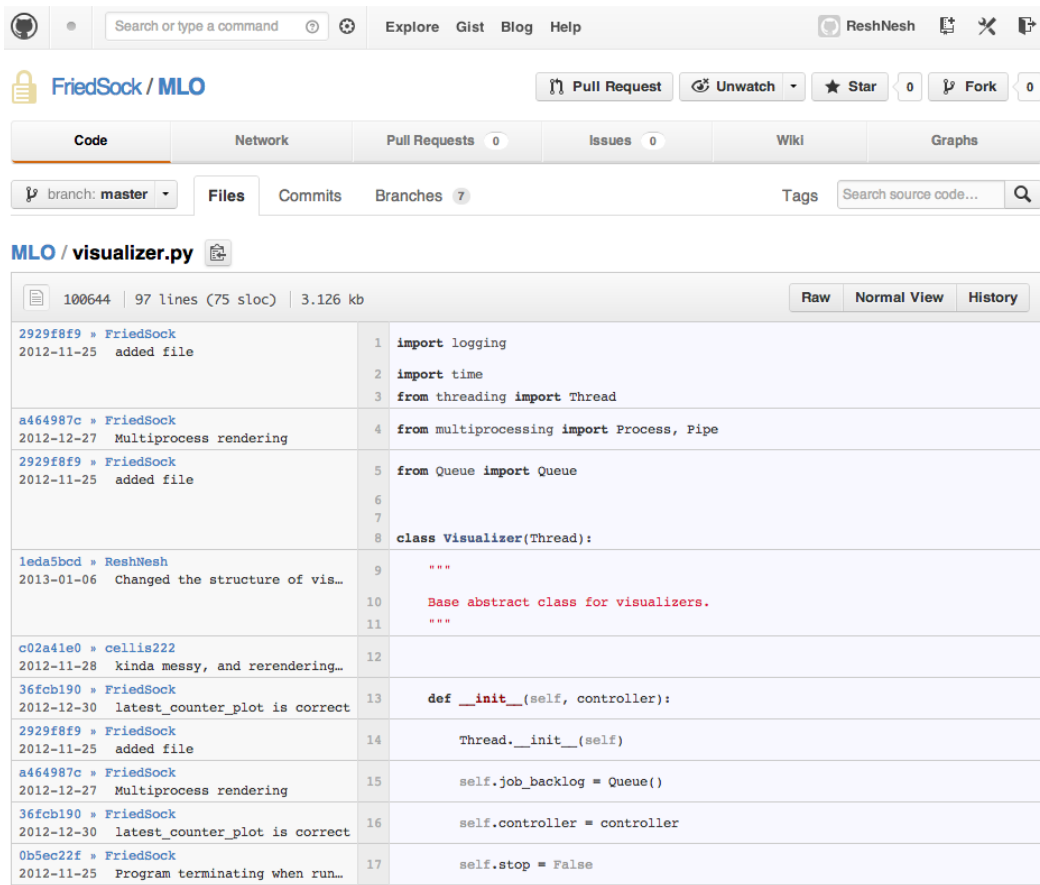 Search or type a command
Explore Gist Blog Help
ReshNesh
FriedSock / MLO
Pull Request
Unwatch
Star 0
Fork 0
Code
Network
Pull Requests 0
Issues 0
Wiki
Graphs
branch: master
Files
Commits
Branches 7
Tags
Search source code...
MLO / visualizer.py
100644 | 97 lines (75 sloc) | 3.126 kb
Raw Normal View History
2929f8f9 » FriedSock
2012-11-25 added file
1 import logging
2 import time
3 from threading import Thread
a464987c » FriedSock
2012-12-27 Multiprocess rendering
4 from multiprocessing import Process, Pipe
2929f8f9 » FriedSock
2012-11-25 added file
5 from Queue import Queue
6
7
8 class Visualizer(Thread):
1eda5bcd » ReshNesh
2013-01-06 Changed the structure of vis…
9 """
10 Base abstract class for visualizers.
11 """
c02a41e0 » cellis222
2012-11-28 kinda messy, and rerendering…
12
36fcb190 » FriedSock
2012-12-30 latest_counter_plot is correct
13 def __init__(self, controller):
2929f8f9 » FriedSock
2012-11-25 added file
14 Thread.__init__(self)
a464987c » FriedSock
2012-12-27 Multiprocess rendering
15 self.job_backlog = Queue()
36fcb190 » FriedSock
2012-12-30 latest_counter_plot is correct
16 self.controller = controller
0b5ec22f » FriedSock
2012-11-25 Program terminating when run…
17 self.stop = False